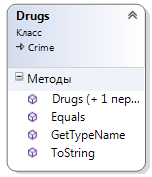 Drugs
Класс
Crime
Методы
Drugs (+ 1 пер...
Equals
GetTypeName
ToString